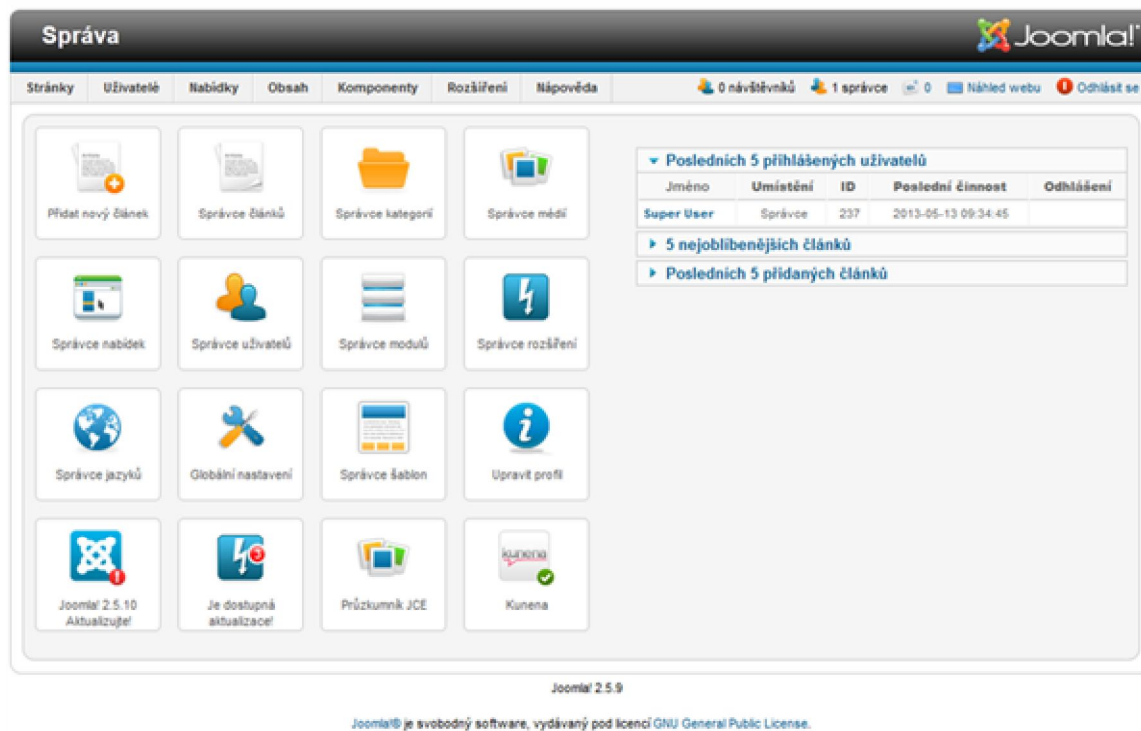 Správa
Joomla!
Stránky Uživatelé Nabídky Obsah Komponenty Rozšíření Nápověda 0 návštěvníků 1 správce 0 Náhled webu Odhlásit se
Přidat nový článek Správce článků Správce kategorií Správce médií
Správce nabídek Správce uživatelů Správce modulů Správce rozšíření
Správce jazyků Globální nastavení Správce šablon Upravit profil
3 kunena
Joomla! 2.5.10 Je dostupná Průzkumník JCE Kunena
Aktualizujte! aktualizace!
Posledních 5 přihlášených uživatelů
Jméno Umístění ID Poslední činnost Odhlášení
Super User Správce 237 2013-05-13 09:34:45
5 nejoblíbenějších článků
Posledních 5 přidaných článků
Joomla! 2.5.9
Joomla!® je svobodný software, vydávaný pod licencí GNU General Public License.